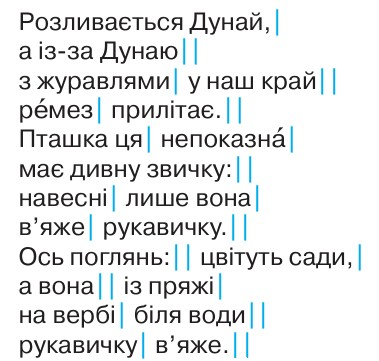 Розливається Дунай,|
а із-за Дунаю||
з журавлями| у наш край||
ре́мез| прилітає.||
Пташка ця| непоказна́|
має дивну звичку:||
навесні| лише вона|
в’яже| рукавичку.||
Ось поглянь:|| цвітуть сади,|
а вона|| із пряжі|
на вербі| біля води||
рукавичку| в’яже.||